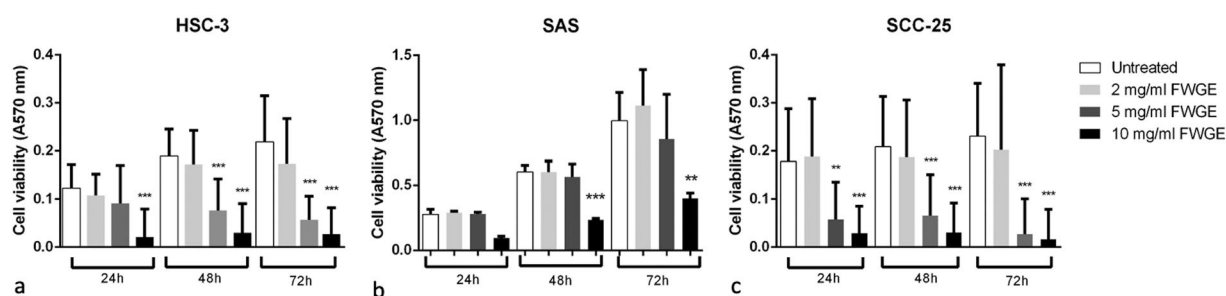 HSC-3
Cell viability (A570 nm)
0.4
0.3
0.2
0.1
0.0
***
***
***
***
***
24h
48h
72h
a
SAS
Cell viability (A570 nm)
1.5
1.0
0.5
0.0
***
**
24h
48h
72h
b
SCC-25
Cell viability (A570 nm)
0.4
0.3
0.2
0.1
0.0
**
***
***
***
***
***
24h
48h
72h
c
Untreated
2 mg/ml FWGE
5 mg/ml FWGE
10 mg/ml FWGE